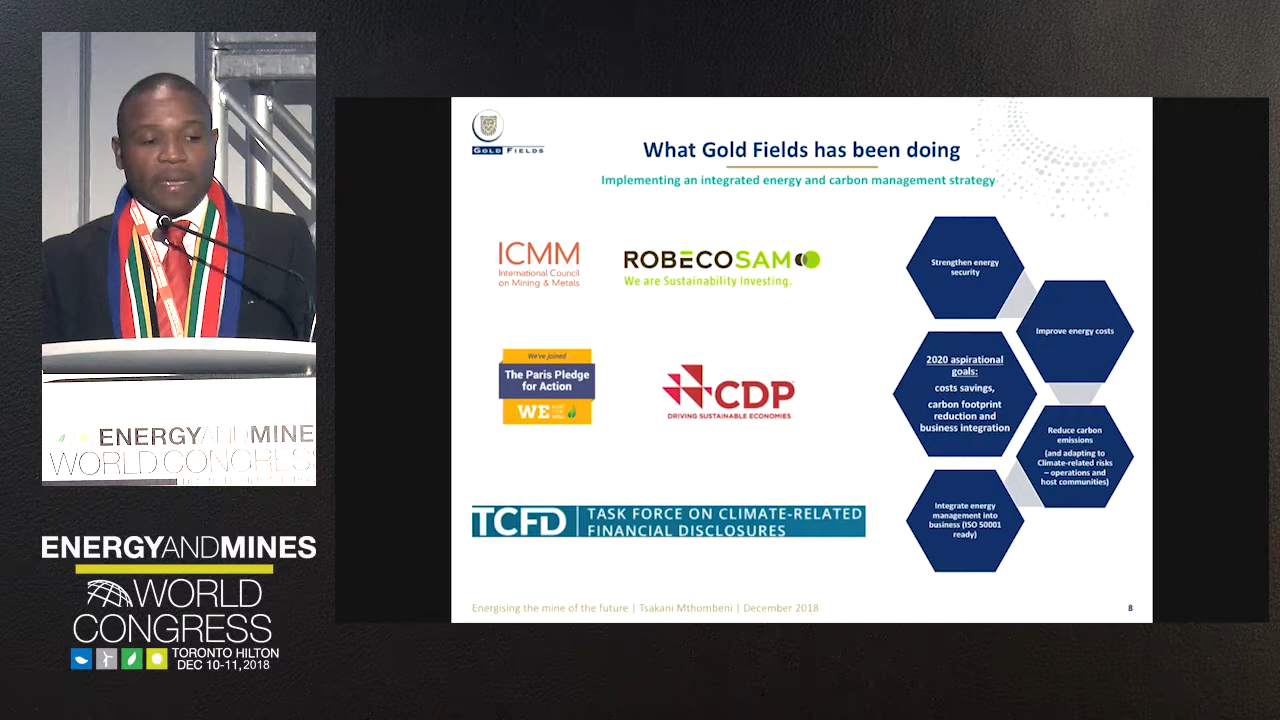 ENERGYANDMINE
WORLD CONGRESS
ENERGYANDMINES
WORLD
CONGRESS
TORONTO HILTON
DEC 10-11, 2018
GOLD FIELDS
What Gold Fields has been doing
Implementing an integrated energy and carbon management strategy
ICMM
International Council
on Mining & Metals
ROBECOSAM
We are Sustainability Investing.
We've joined
The Paris Pledge
for Action
WE
CDP
DRIVING SUSTAINABLE ECONOMIES
TCFD
TASK FORCE ON CLIMATE-RELATED
FINANCIAL DISCLOSURES
Strengthen energy
security
Improve energy costs
2020 aspirational
goals:
costs savings,
carbon footprint
reduction and
business integration
Reduce carbon
emissions
(and adapting to
Climate-related risks
– operations and
host communities)
Integrate energy
management into
business (ISO 50001
ready)
Energising the mine of the future | Tsakani Mthombeni | December 2018
8